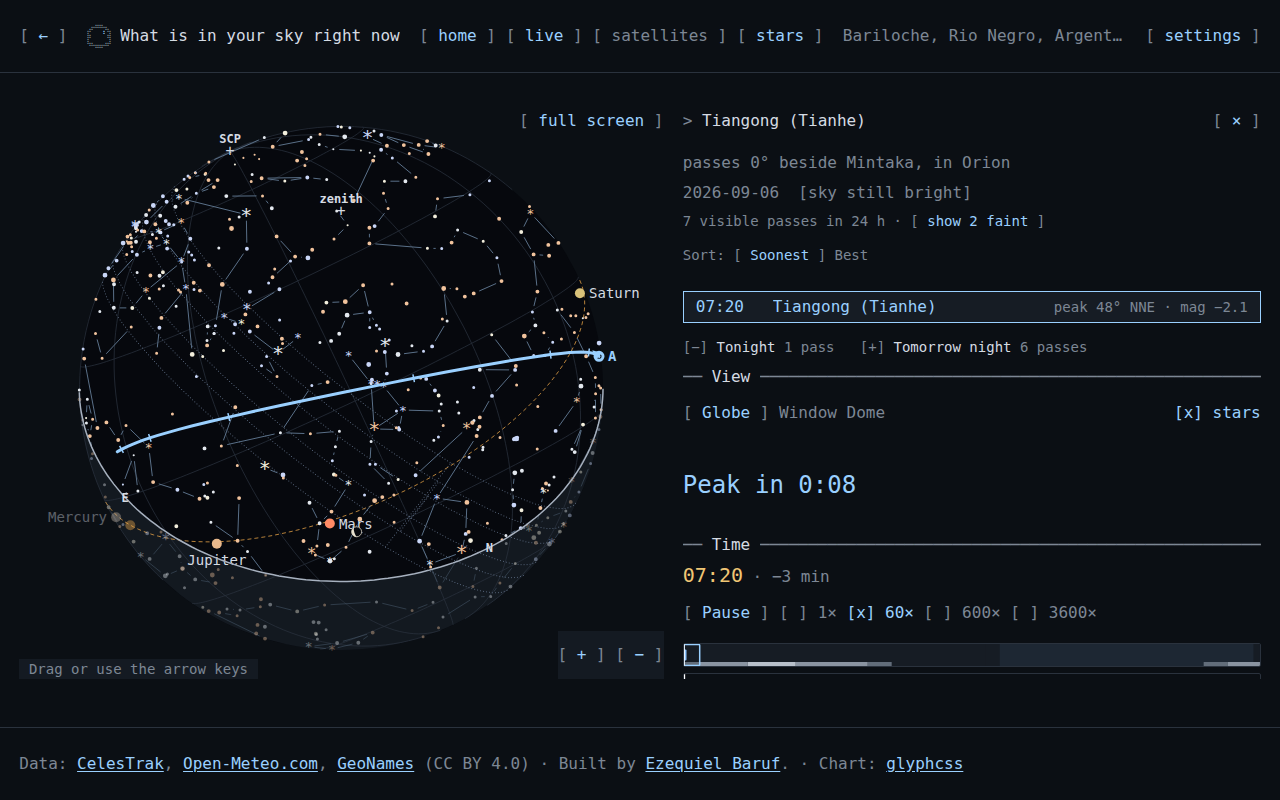 [ ← ] What is in your sky right now [ home ] [ live ] [ satellites ] [ stars ] Bariloche, Rio Negro, Argent… [ settings ]
[ full screen ]
SCP
zenith
Saturn
A
E
Mercury
Mars
N
Jupiter
[ + ] [ − ]
Drag or use the arrow keys
> Tiangong (Tianhe) [ × ]
passes 0° beside Mintaka, in Orion
2026-09-06 [sky still bright]
7 visible passes in 24 h · [ show 2 faint ]
Sort: [ Soonest ] Best
07:20 Tiangong (Tianhe) peak 48° NNE · mag −2.1
[−] Tonight 1 pass [+] Tomorrow night 6 passes
View
[ Globe ] Window Dome [x] stars
Peak in 0:08
Time
07:20 · −3 min
[ Pause ] [ ] 1× [x] 60× [ ] 600× [ ] 3600×
Data: CelesTrak, Open-Meteo.com, GeoNames (CC BY 4.0) · Built by Ezequiel Baruf. · Chart: glyphcss